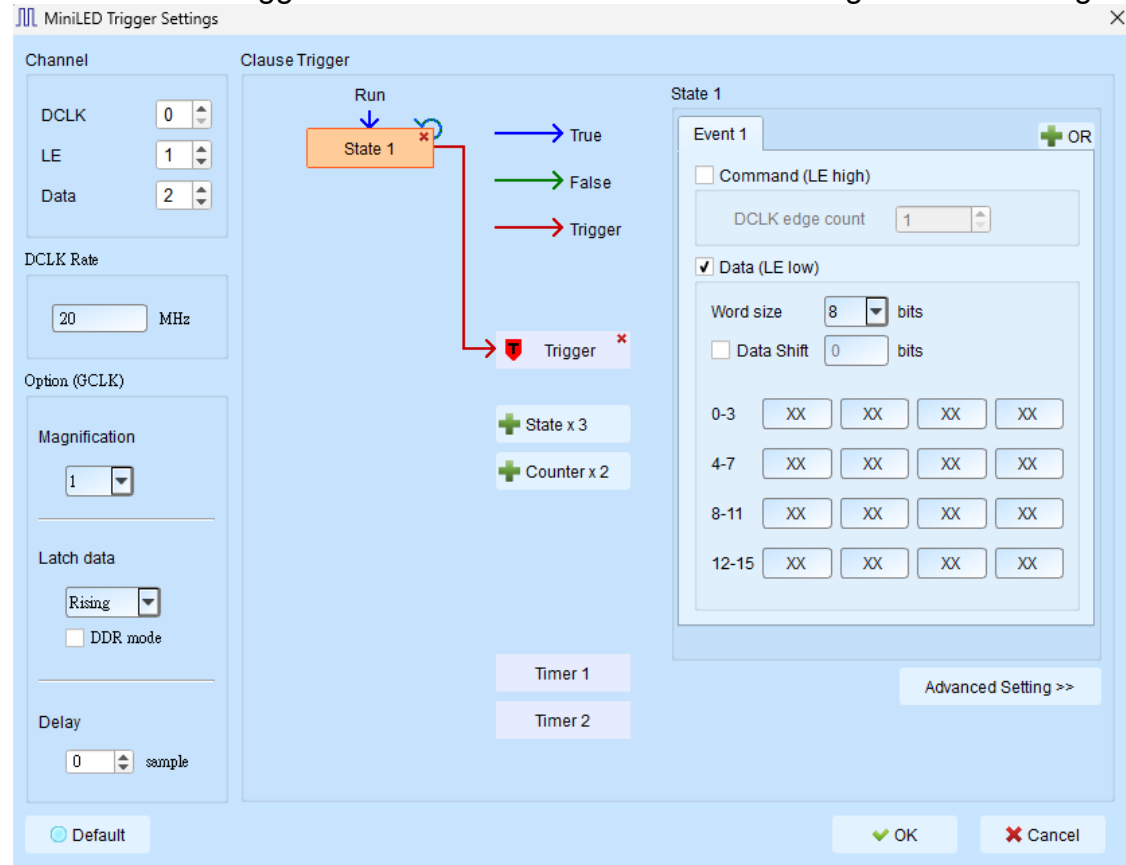 MiniLED Trigger Settings
Channel
DCLK 0
LE 1
Data 2
DCLK Rate
20 MHz
Option (GCLK)
Magnification
1
Latch data
Rising
DDR mode
Delay
0 sample
Clause Trigger
Run
State 1
True
False
Trigger
Trigger
State x 3
Counter x 2
Timer 1
Timer 2
State 1
Event 1
OR
Command (LE high)
DCLK edge count 1
Data (LE low)
Word size 8 bits
Data Shift 0 bits
0-3 XX XX XX XX
4-7 XX XX XX XX
8-11 XX XX XX XX
12-15 XX XX XX XX
Advanced Setting >>
Default
OK
Cancel